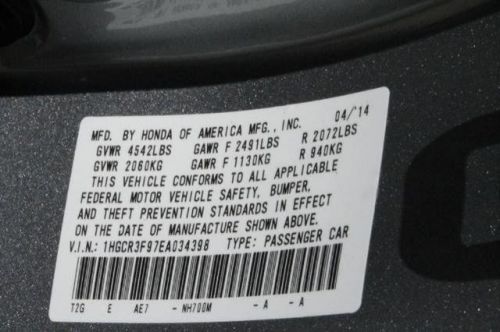 MFD. BY HONDA OF AMERICA MFG., INC. 04/'14
GVWR 4542LBS GAWR F 2491LBS R 2072LBS
GVWR 2060KG GAWR F 1130KG R 940KG
THIS VEHICLE CONFORMS TO ALL APPLICABLE
FEDERAL MOTOR VEHICLE SAFETY, BUMPER,
AND THEFT PREVENTION STANDARDS IN EFFECT
ON THE DATE OF MANUFACTURE SHOWN ABOVE.
V.I.N.: 1HGCR3F97EA034398 TYPE: PASSENGER CAR
T2G E AE7 - NH700M - A - A